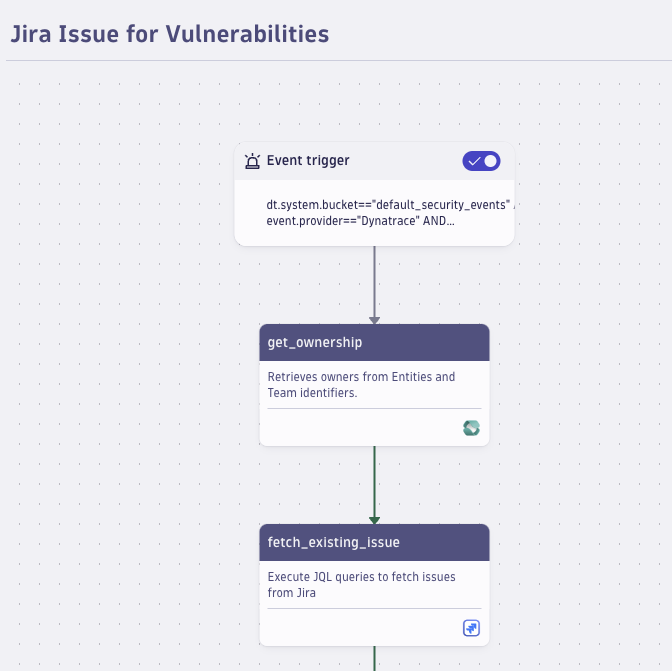 Jira Issue for Vulnerabilities
Event trigger
dt.system.bucket=="default_security_events"
event.provider=="Dynatrace" AND...
get_ownership
Retrieves owners from Entities and
Team identifiers.
fetch_existing_issue
Execute JQL queries to fetch issues
from Jira